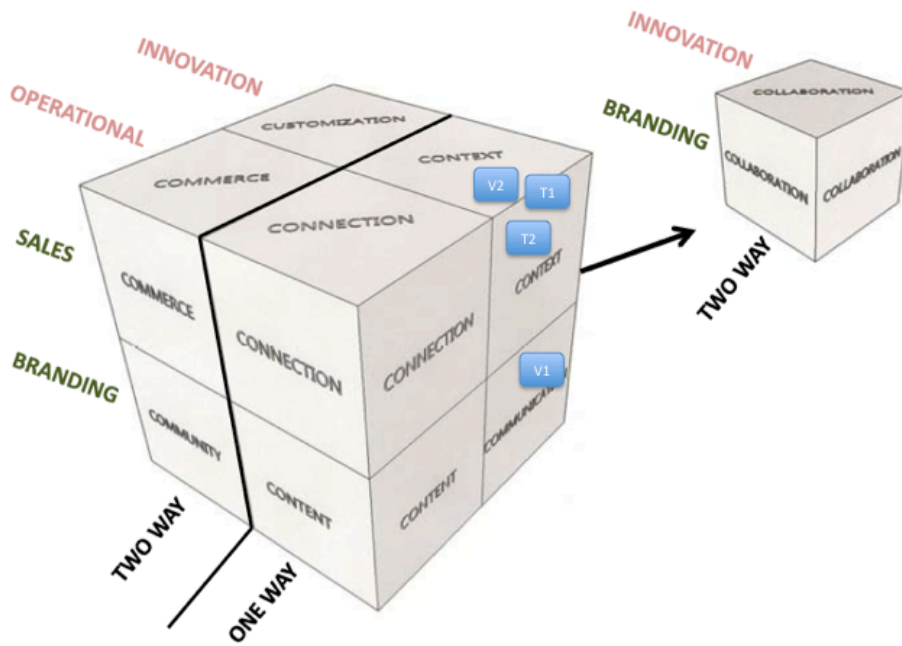 INNOVATION
OPERATIONAL
SALES
BRANDING
CUSTOMIZATION
COMMERCE
CONTEXT
CONNECTION
V2
T1
T2
CONTEXT
COMMERCE
CONNECTION
CONNECTION
V1
COMMUNITY
CONTENT
CONTENT
COMMUNICATION
TWO WAY
ONE WAY
INNOVATION
BRANDING
COLLABORATION
COLLABORATION
COLLABORATION
TWO WAY